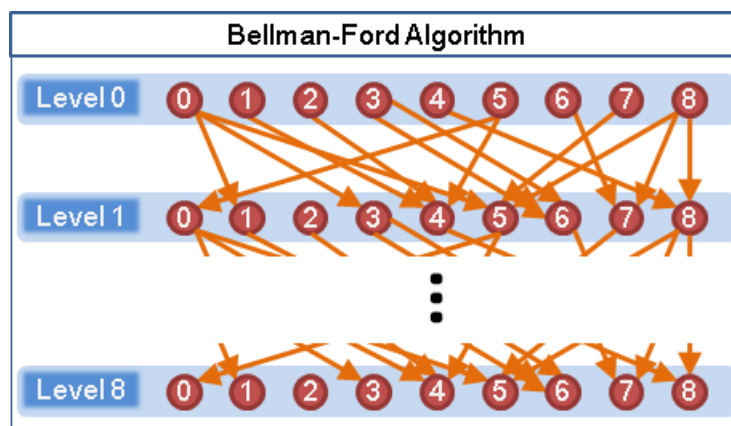 Bellman-Ford Algorithm
Level 0 0 1 2 3 4 5 6 7 8
Level 1 0 1 2 3 4 5 6 7 8
Level 8 0 1 2 3 4 5 6 7 8